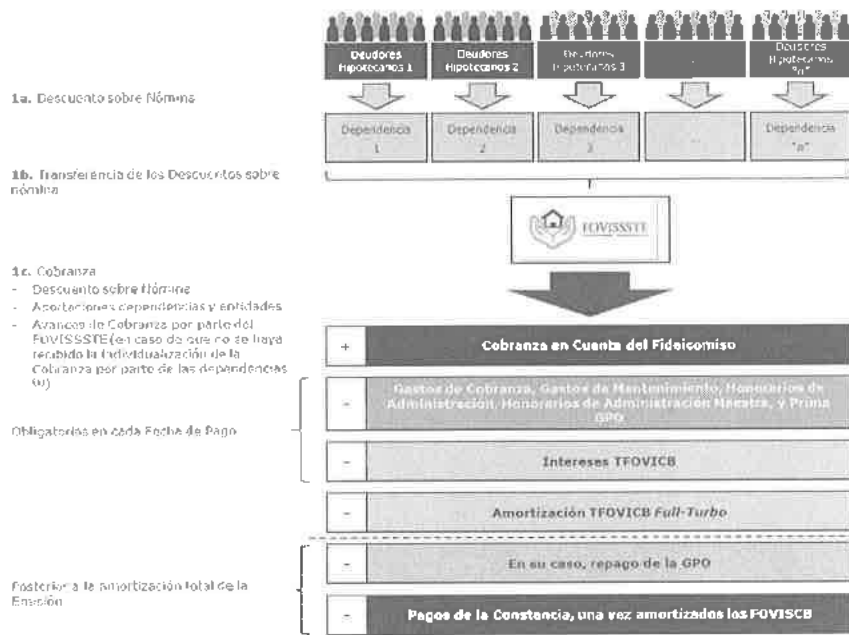 Deudores
Hipotecarios 1
Deudores
Hipotecarios 2
Deudores
Hipotecarios 3
...
Deudores
Hipotecarios
"n"
1a. Descuento sobre Nómina
Dependencia
1
Dependencia
2
Dependencia
3
...
Dependencia
"n"
1b. Transferencia de los Descuentos sobre
nómina
FOVISSSTE
1c. Cobranza
- Descuento sobre Nómina
- Aportaciones dependencias y entidades
- Avances de Cobranza por parte del
FOVISSSTE (en caso de que no se haya
recibido la individualización de la
Cobranza por parte de las dependencias
+ Cobranza en Cuenta del Fideicomiso
- Gastos de Cobranza, Gastos de Mantenimiento, Honorarios de
Administración, Honorarios de Administración Maestra, y Prima
GPO
Obligatorios en cada Fecha de Pago
- Intereses TFOVICB
- Amortización TFOVICB Full-Turbo
- En su caso, repago de la GPO
Posterior a la amortización total de la
Emisión
- Pagos de la Constancia, una vez amortizados los FOVISCB